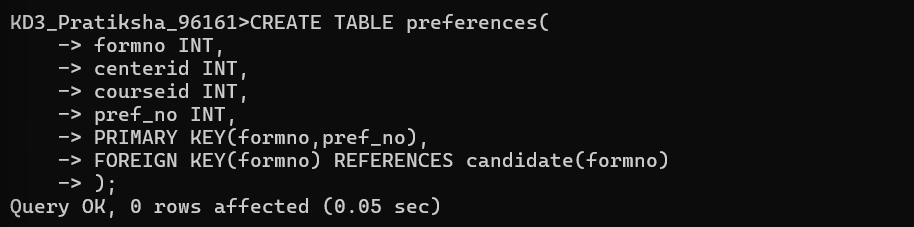 KD3_Pratiksha_96161>CREATE TABLE preferences(
    -> formno INT,
    -> centerid INT,
    -> courseid INT,
    -> pref_no INT,
    -> PRIMARY KEY(formno,pref_no),
    -> FOREIGN KEY(formno) REFERENCES candidate(formno)
    -> );
Query OK, 0 rows affected (0.05 sec)